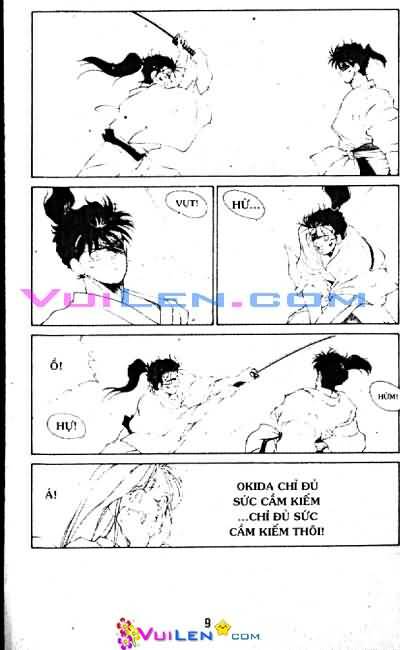 VỤT!
HỪ...
VuiLen.com
Ồ!
HỰ!
HỪM!
Á!
OKIDA CHỈ ĐỦ
SỨC CẦM KIẾM
...CHỈ ĐỦ SỨC
CẦM KIẾM THÔI!
9
VuiLen
.com